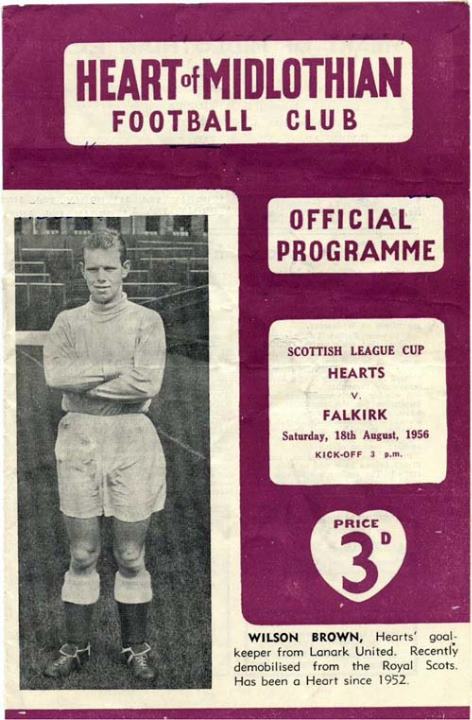 HEART of MIDLOTHIAN
FOOTBALL CLUB
OFFICIAL
PROGRAMME
SCOTTISH LEAGUE CUP
HEARTS
V.
FALKIRK
Saturday, 18th August, 1956
KICK-OFF 3 p.m.
PRICE
3D
WILSON BROWN, Hearts' goal-
keeper from Lanark United. Recently
demobilised from the Royal Scots.
Has been a Heart since 1952.